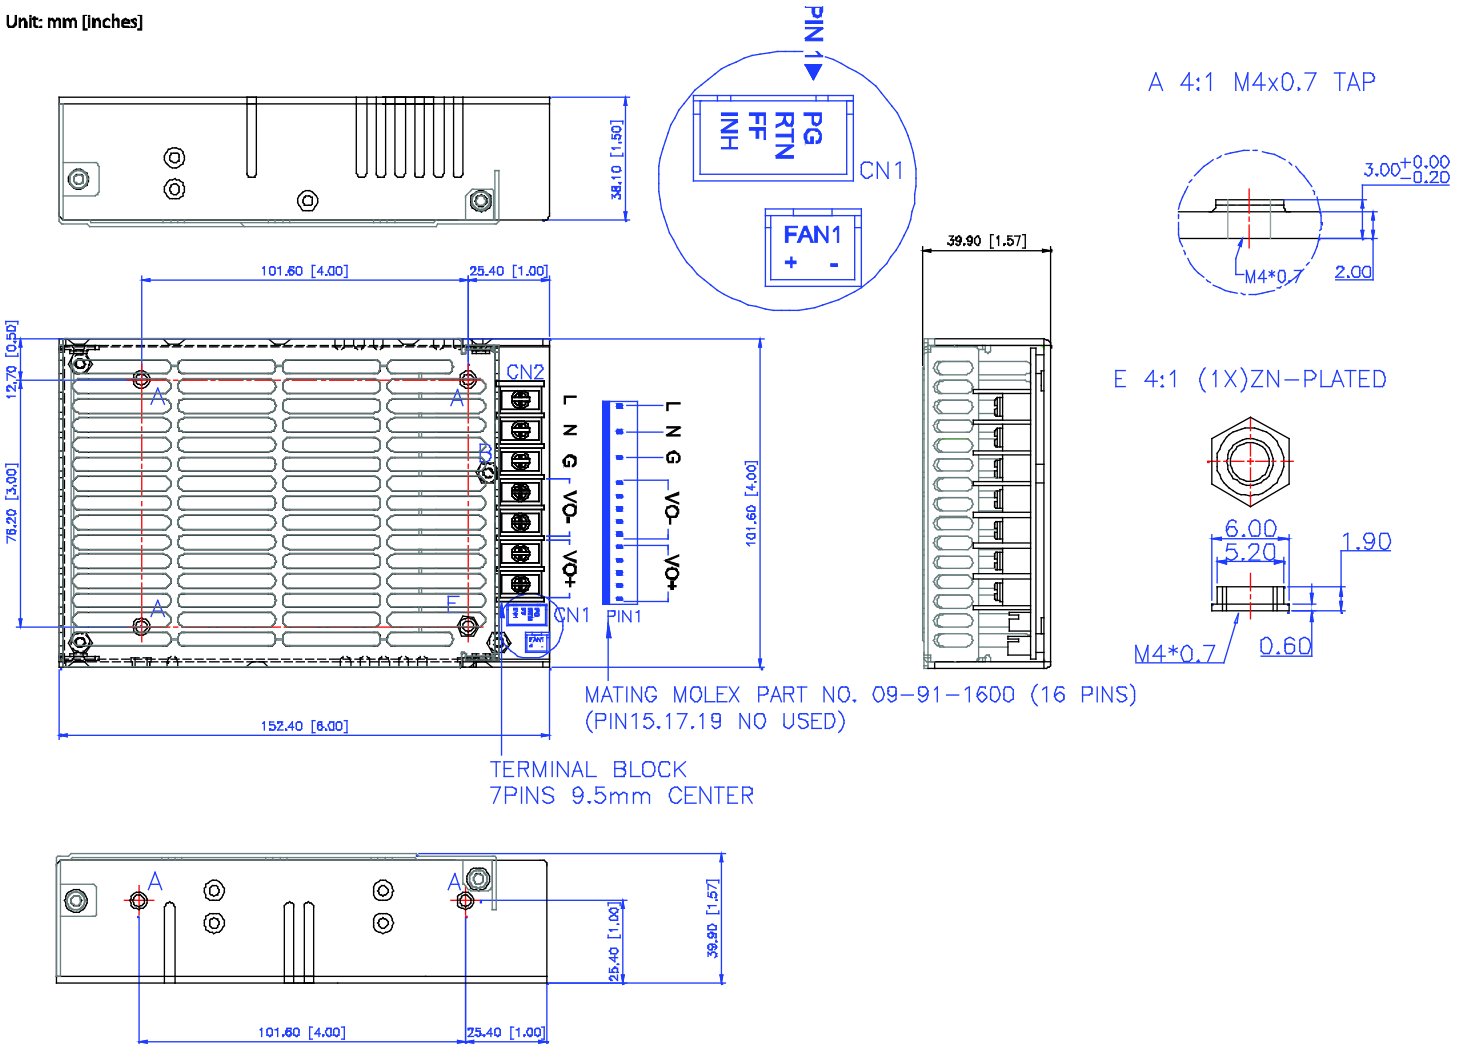 Unit: mm [inches]
PIN 1
A 4:1 M4x0.7 TAP
PG
RTN
FF
INH
CN1
FAN1
+ -
38.10 [1.50]
3.00 +0.00 -0.20
M4*0.7
2.00
39.90 [1.57]
101.60 [4.00]
25.40 [1.00]
12.70 [0.50]
76.20 [3.00]
CN2
A
A
B
A
E
L
N
G
VO-
VO+
L
N
G
VO-
VO+
101.60 [4.00]
CN1
PIN1
FAN1
E 4:1 (1X)ZN-PLATED
6.00
5.20
1.90
M4*0.7
0.60
MATING MOLEX PART NO. 09-91-1600 (16 PINS)
(PIN15.17.19 NO USED)
152.40 [6.00]
TERMINAL BLOCK
7PINS 9.5mm CENTER
A
A
25.40 [1.00]
39.90 [1.57]
101.60 [4.00]
25.40 [1.00]